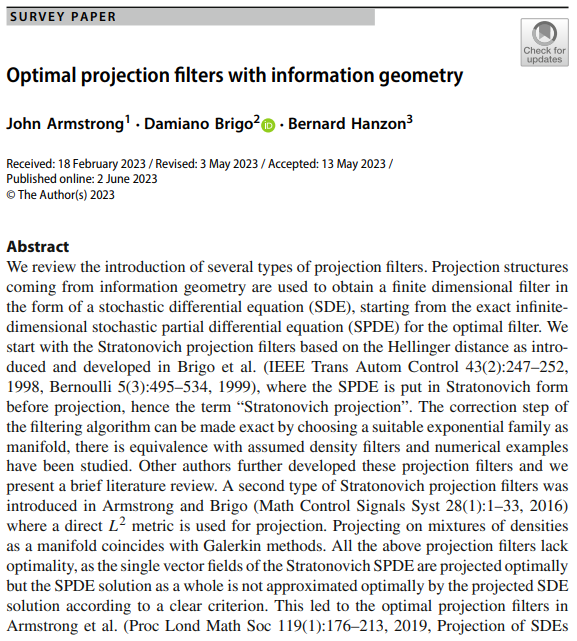 SURVEY PAPER
Check for
updates
Optimal projection filters with information geometry
John Armstrong1 · Damiano Brigo2 iD · Bernard Hanzon3
Received: 18 February 2023 / Revised: 3 May 2023 / Accepted: 13 May 2023 /
Published online: 2 June 2023
© The Author(s) 2023
Abstract
We review the introduction of several types of projection filters. Projection structures
coming from information geometry are used to obtain a finite dimensional filter in
the form of a stochastic differential equation (SDE), starting from the exact infinite-
dimensional stochastic partial differential equation (SPDE) for the optimal filter. We
start with the Stratonovich projection filters based on the Hellinger distance as intro-
duced and developed in Brigo et al. (IEEE Trans Autom Control 43(2):247–252,
1998, Bernoulli 5(3):495–534, 1999), where the SPDE is put in Stratonovich form
before projection, hence the term “Stratonovich projection”. The correction step of
the filtering algorithm can be made exact by choosing a suitable exponential family as
manifold, there is equivalence with assumed density filters and numerical examples
have been studied. Other authors further developed these projection filters and we
present a brief literature review. A second type of Stratonovich projection filters was
introduced in Armstrong and Brigo (Math Control Signals Syst 28(1):1–33, 2016)
where a direct L2 metric is used for projection. Projecting on mixtures of densities
as a manifold coincides with Galerkin methods. All the above projection filters lack
optimality, as the single vector fields of the Stratonovich SPDE are projected optimally
but the SPDE solution as a whole is not approximated optimally by the projected SDE
solution according to a clear criterion. This led to the optimal projection filters in
Armstrong et al. (Proc Lond Math Soc 119(1):176–213, 2019, Projection of SDEs